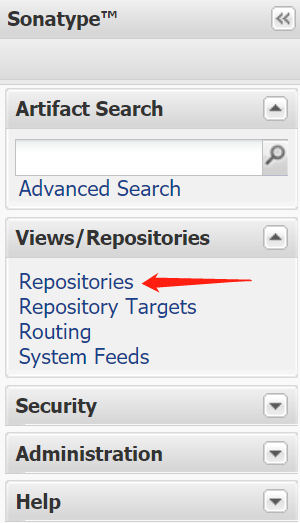 Sonatype™
Artifact Search
Advanced Search
Views/Repositories
Repositories
Repository Targets
Routing
System Feeds
Security
Administration
Help